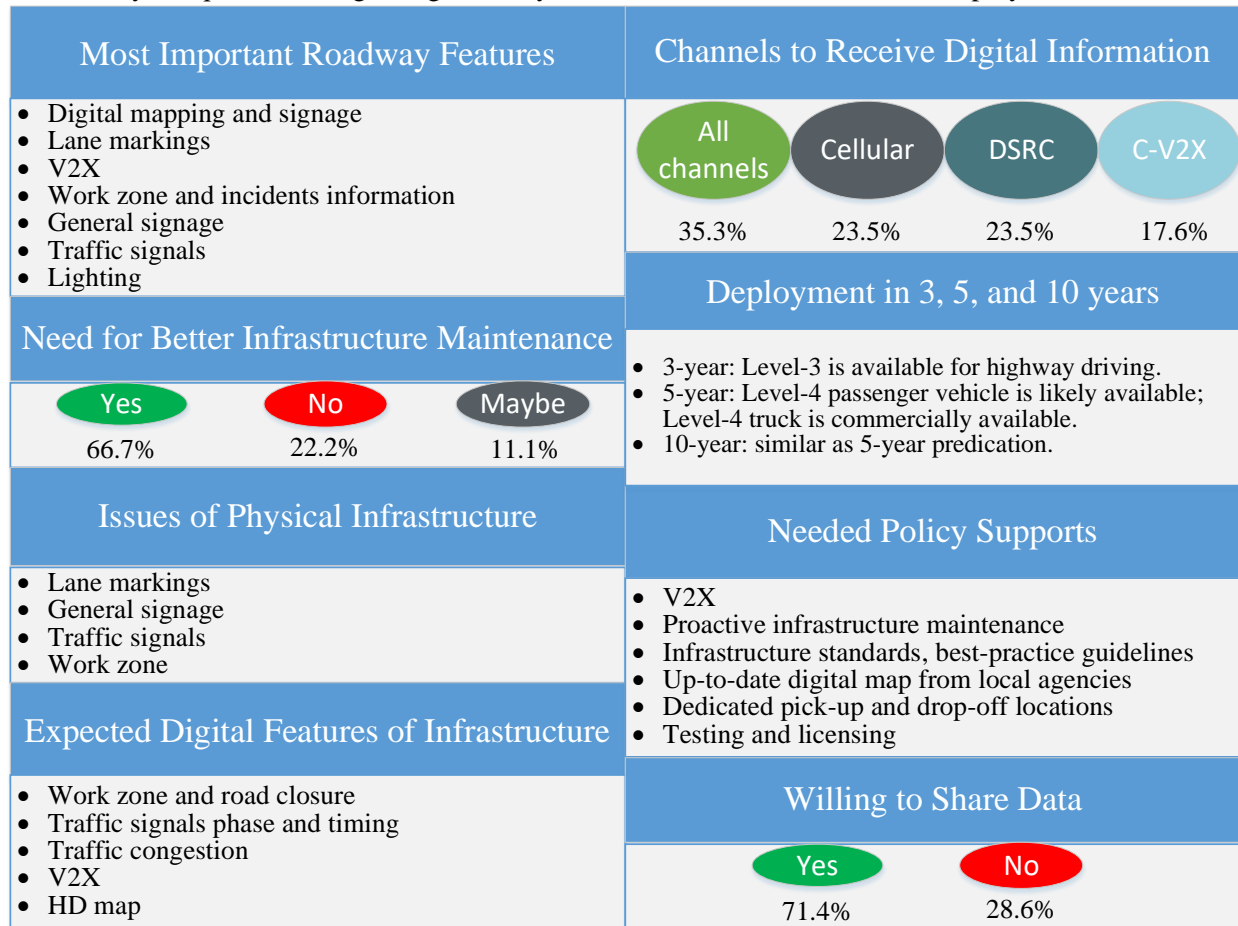 Most Important Roadway Features
• Digital mapping and signage
• Lane markings
• V2X
• Work zone and incidents information
• General signage
• Traffic signals
• Lighting
Need for Better Infrastructure Maintenance
Yes No Maybe
66.7% 22.2% 11.1%
Issues of Physical Infrastructure
• Lane markings
• General signage
• Traffic signals
• Work zone
Expected Digital Features of Infrastructure
• Work zone and road closure
• Traffic signals phase and timing
• Traffic congestion
• V2X
• HD map
Channels to Receive Digital Information
All
channels
Cellular DSRC C-V2X
35.3% 23.5% 23.5% 17.6%
Deployment in 3, 5, and 10 years
• 3-year: Level-3 is available for highway driving.
• 5-year: Level-4 passenger vehicle is likely available;
Level-4 truck is commercially available.
• 10-year: similar as 5-year predication.
Needed Policy Supports
• V2X
• Proactive infrastructure maintenance
• Infrastructure standards, best-practice guidelines
• Up-to-date digital map from local agencies
• Dedicated pick-up and drop-off locations
• Testing and licensing
Willing to Share Data
Yes No
71.4% 28.6%